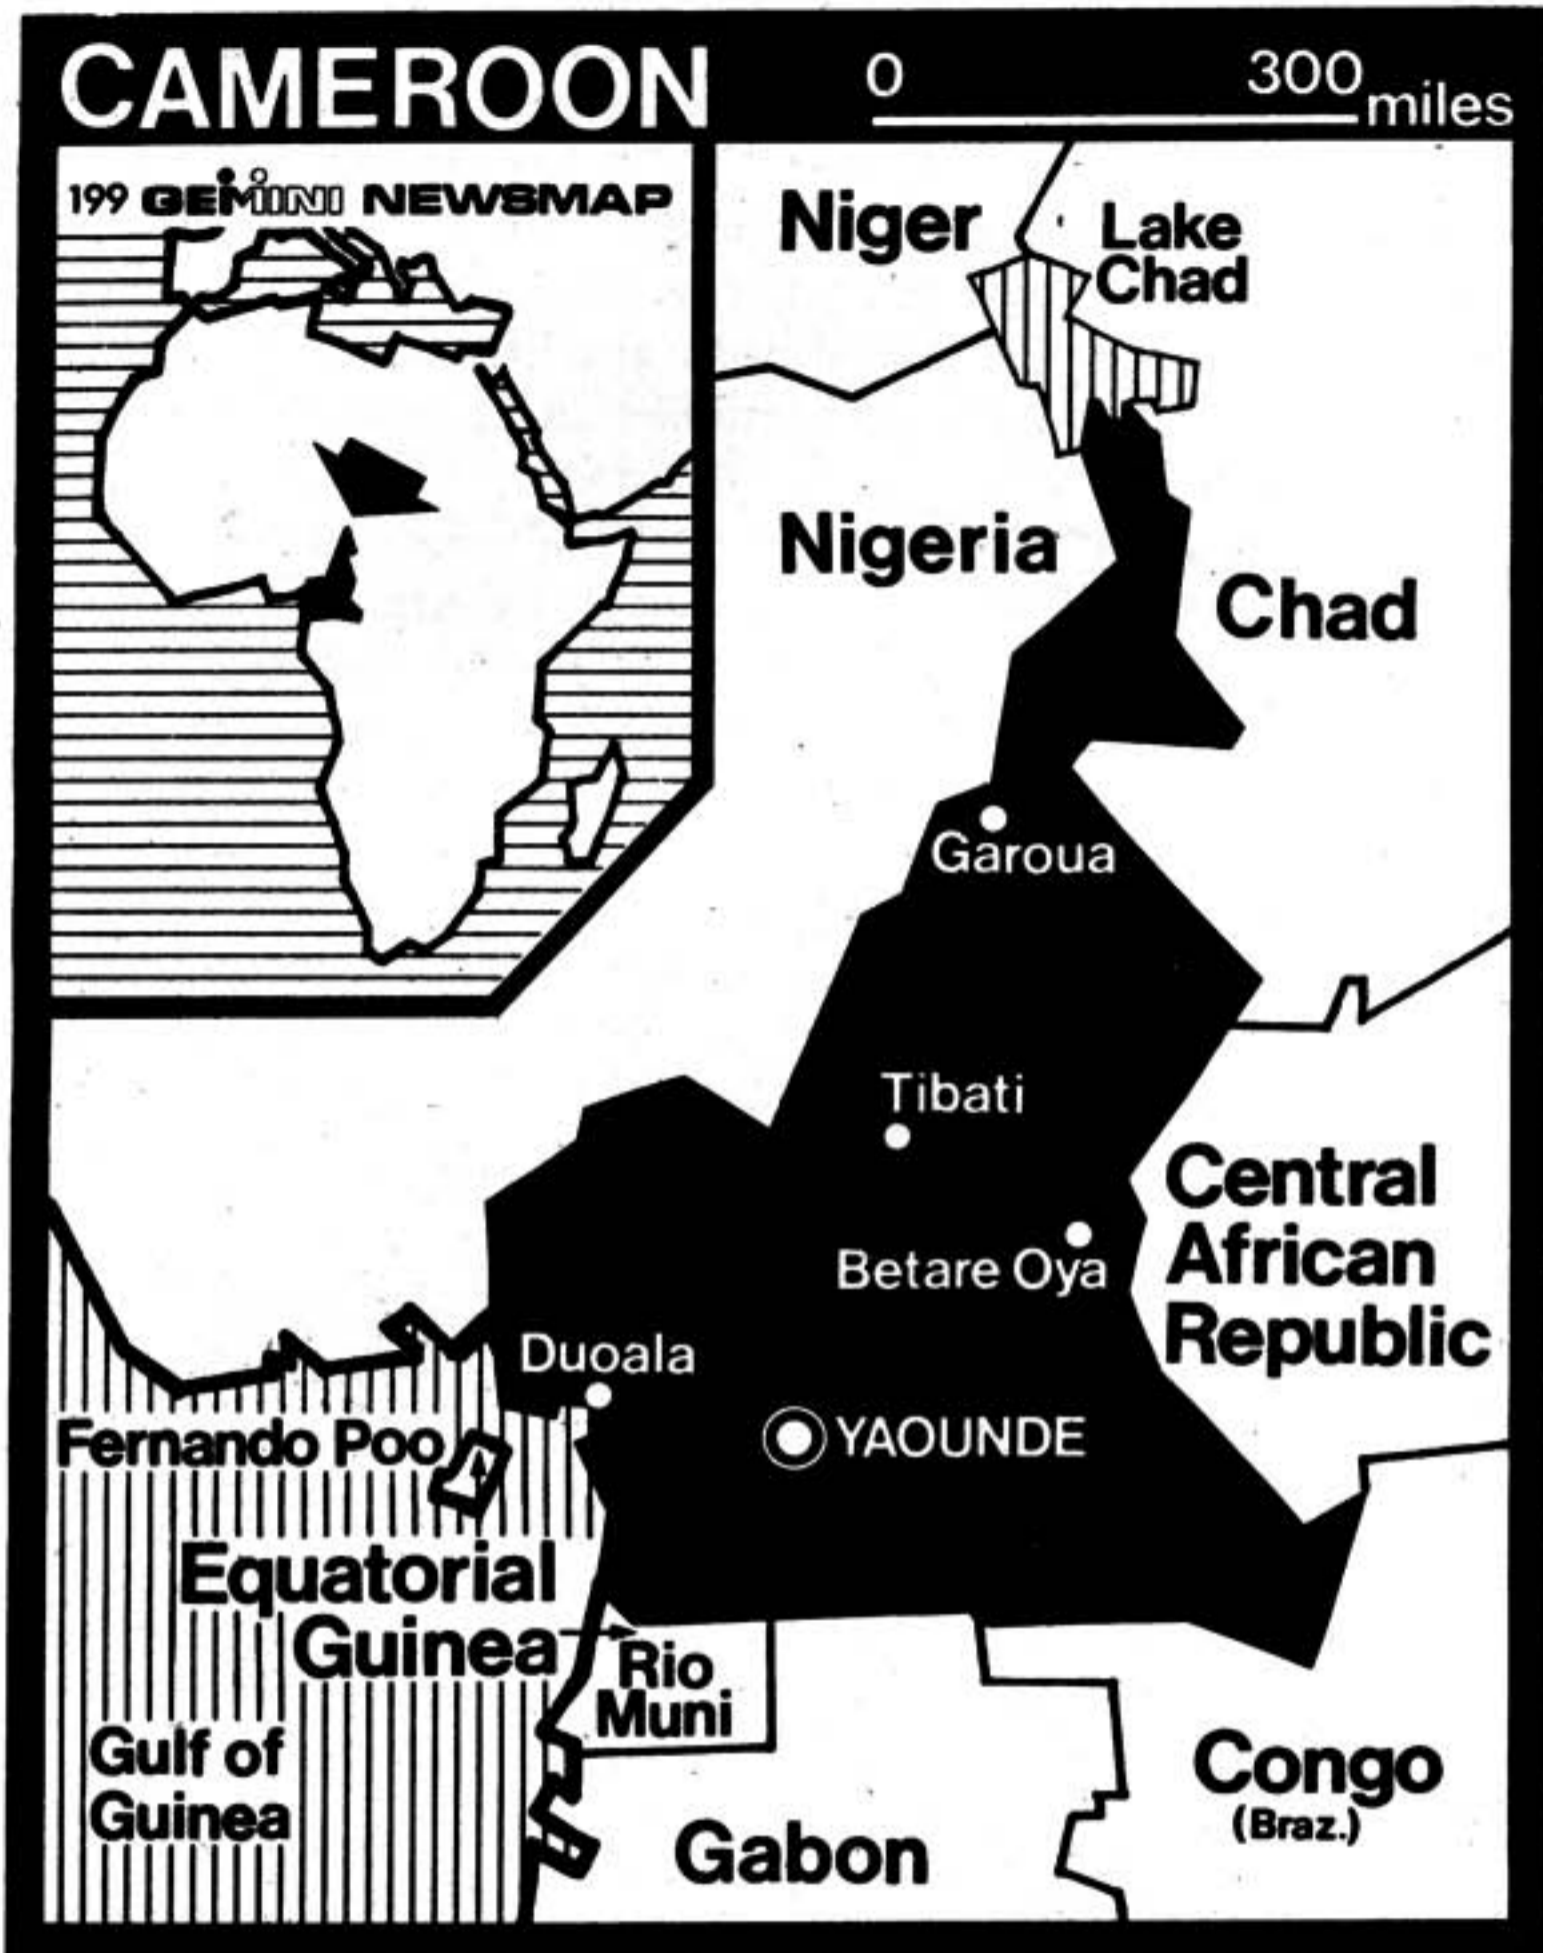 CAMEROON
0 300 miles
199 GEMINI NEWSMAP
Niger
Lake
Chad
Nigeria
Chad
Garoua
Tibati
Central
African
Republic
Betare Oya
Duoala
YAOUNDE
Fernando Poo
Equatorial
Guinea
Rio
Muni
Gulf of
Guinea
Congo
(Braz.)
Gabon